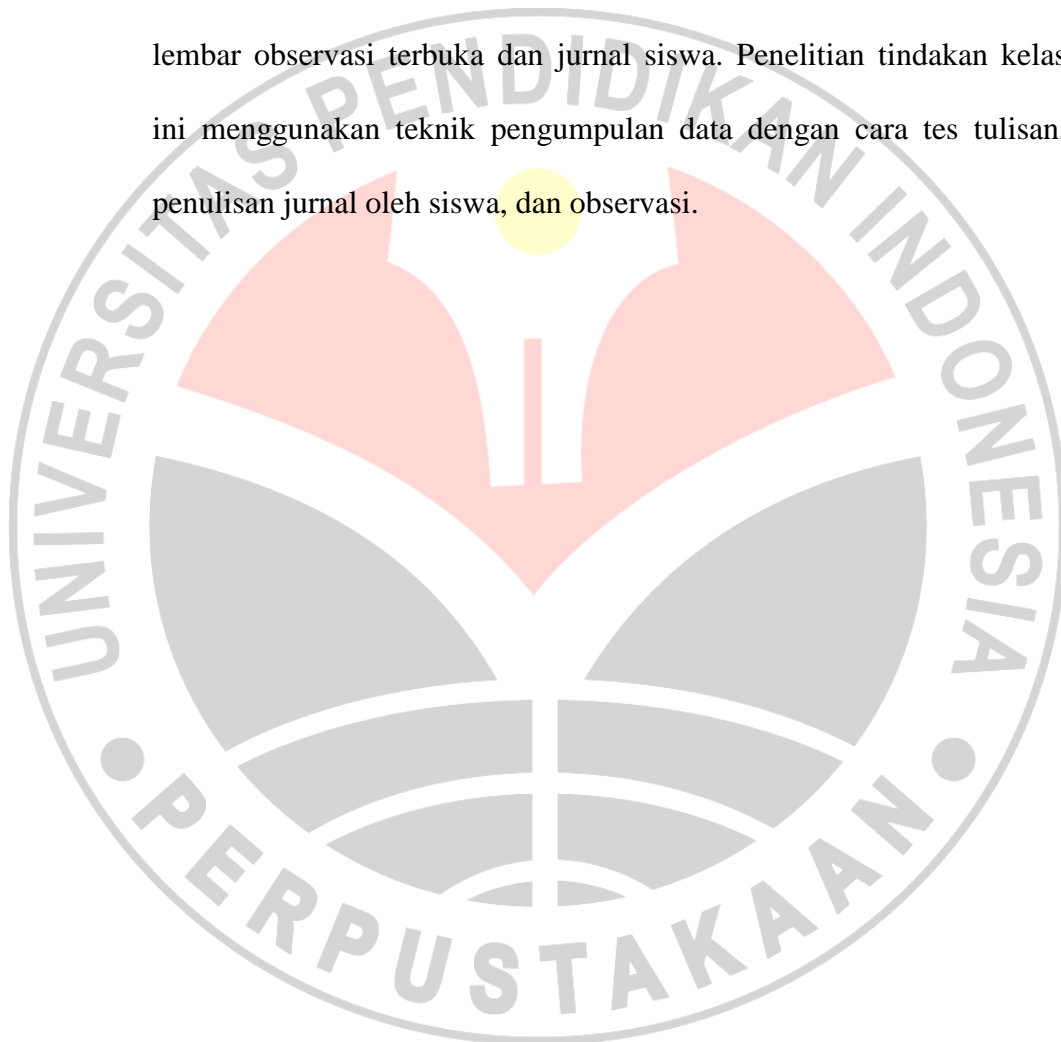 lembar observasi terbuka dan jurnal siswa. Penelitian tindakan kelas
ini menggunakan teknik pengumpulan data dengan cara tes tulisan,
penulisan jurnal oleh siswa, dan observasi.
UNIVERSITAS PENDIDIKAN INDONESIA
PERPUSTAKAAN